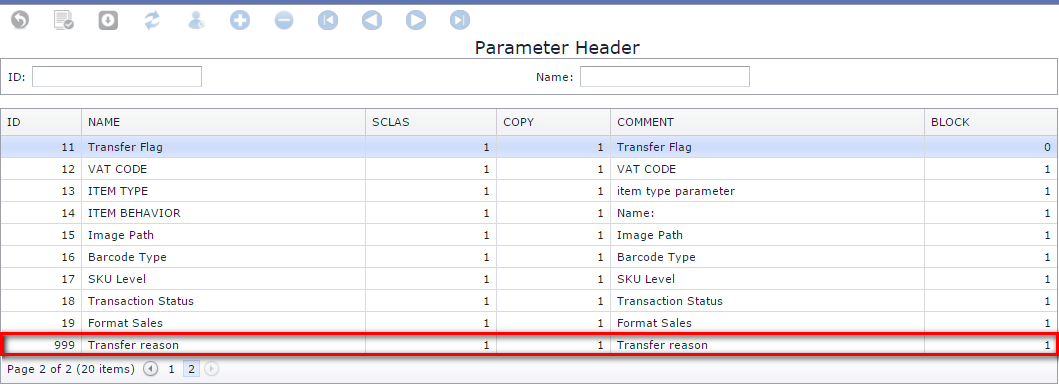 Parameter Header
ID: Name:
ID NAME SCLAS COPY COMMENT BLOCK
11 Transfer Flag 1 1 Transfer Flag 0
12 VAT CODE 1 1 VAT CODE 1
13 ITEM TYPE 1 1 item type parameter 1
14 ITEM BEHAVIOR 1 1 Name: 1
15 Image Path 1 1 Image Path 1
16 Barcode Type 1 1 Barcode Type 1
17 SKU Level 1 1 SKU Level 1
18 Transaction Status 1 1 Transaction Status 1
19 Format Sales 1 1 Format Sales 1
999 Transfer reason 1 1 Transfer reason 1
Page 2 of 2 (20 items) 1 2